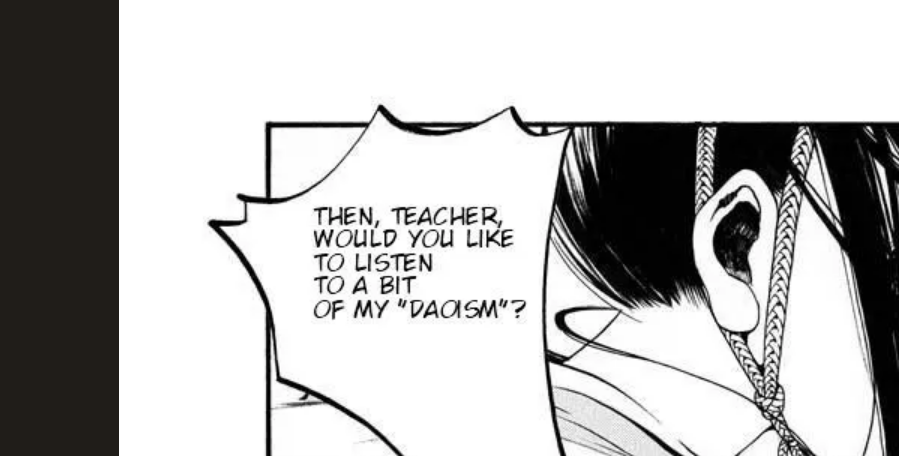 THEN, TEACHER,
WOULD YOU LIKE
TO LISTEN
TO A BIT
OF MY "DAOISM"?